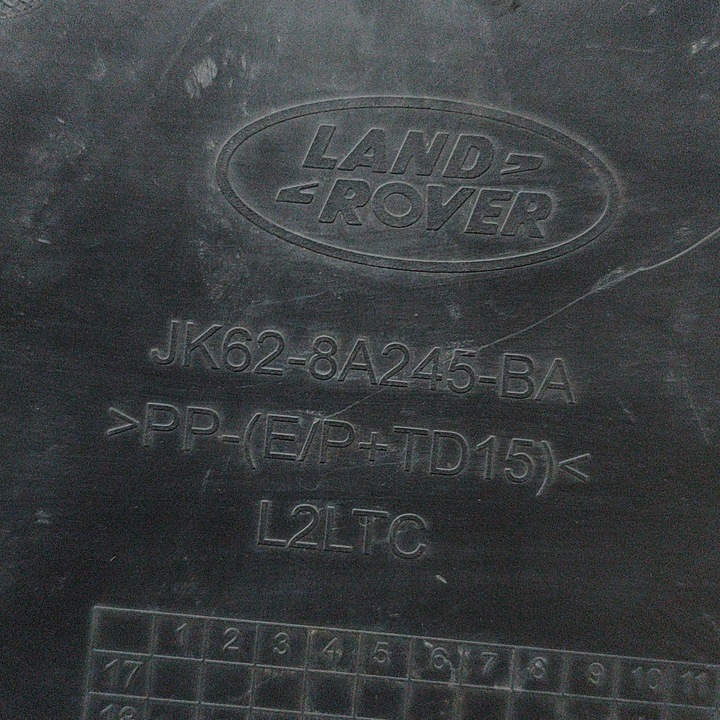 LAND
ROVER
JK62-8A245-BA
>PP-(E/P+TD15)<
L2LTC
1 2 3 4 5 6 7 8 9 10 11
17
18